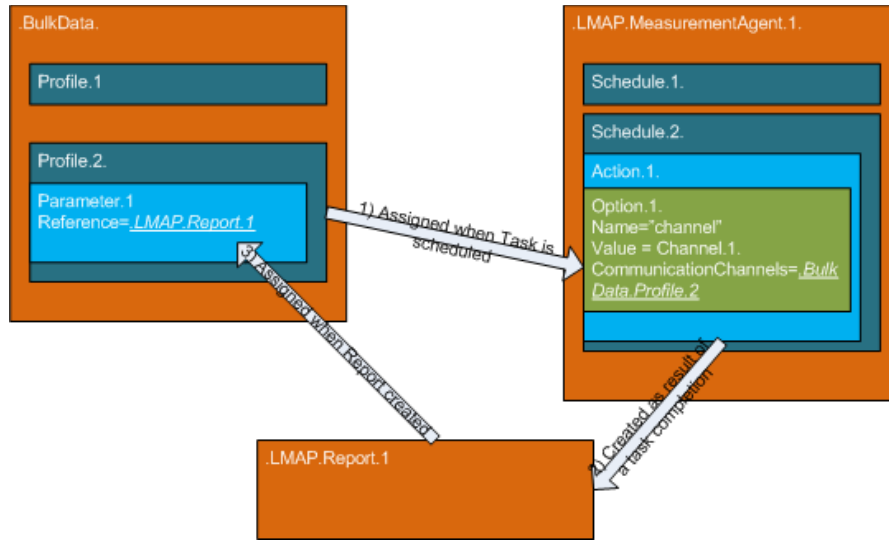 .BulkData.
Profile.1
Profile.2.
Parameter.1
Reference=.LMAP.Report.1
1) Assigned when Task is
scheduled
.LMAP.MeasurementAgent.1.
Schedule.1.
Schedule.2.
Action.1.
Option.1.
Name="channel"
Value = Channel.1.
CommunicationChannels=.Bulk
Data.Profile.2
2) Created as result of
a task completion
3) Assigned when Report created
.LMAP.Report.1